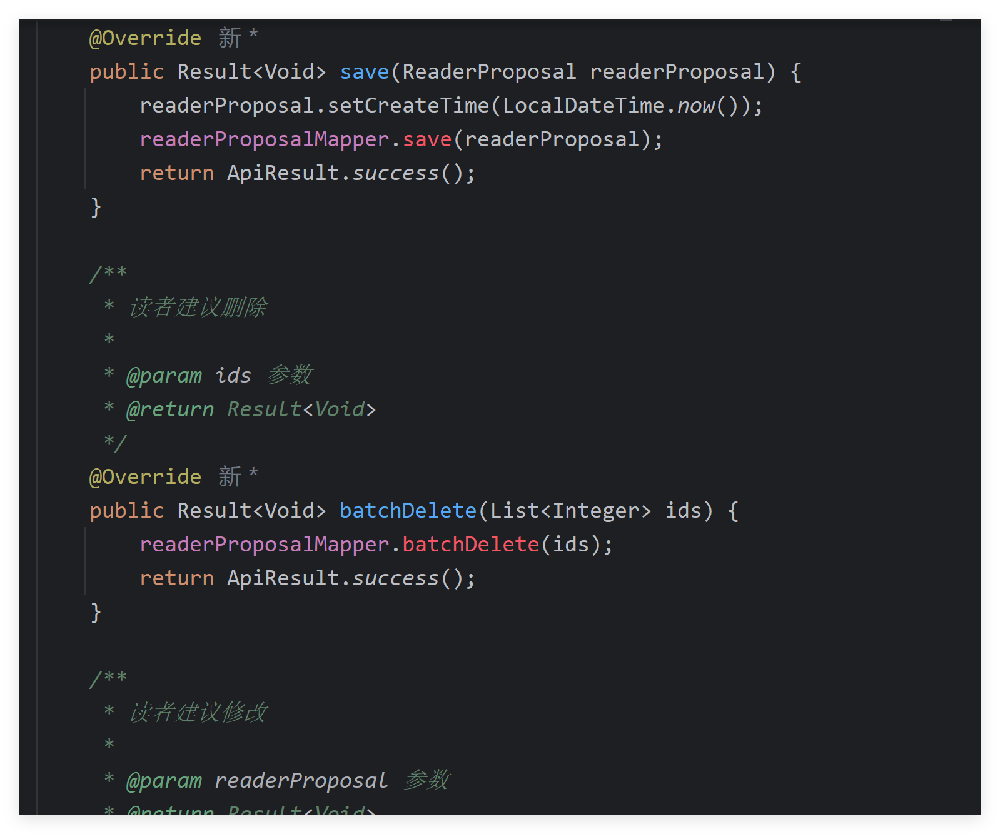 @Override 新 *
public Result<Void> save(ReaderProposal readerProposal) {
readerProposal.setCreateTime(LocalDateTime.now());
readerProposalMapper.save(readerProposal);
return ApiResult.success();
}
/**
* 读者建议删除
*
* @param ids 参数
* @return Result<Void>
*/
@Override 新 *
public Result<Void> batchDelete(List<Integer> ids) {
readerProposalMapper.batchDelete(ids);
return ApiResult.success();
}
/**
* 读者建议修改
*
* @param readerProposal 参数
* @return Result<Void>